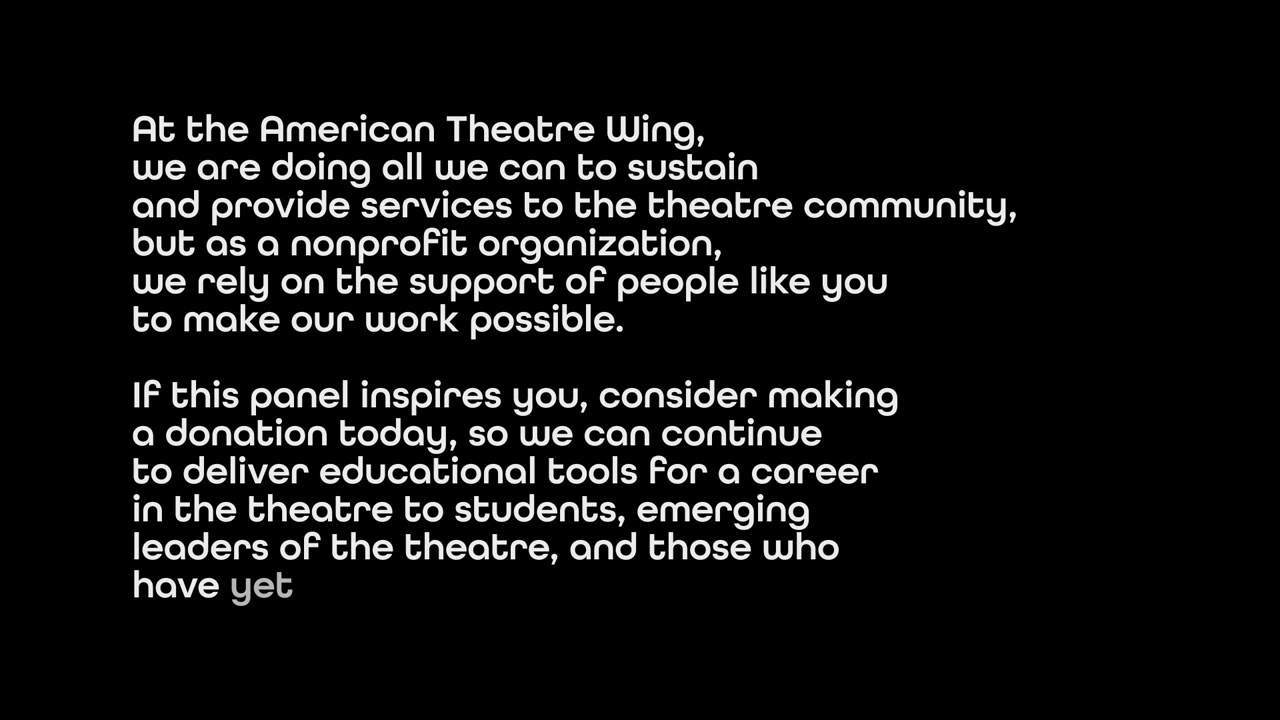 At the American Theatre Wing,
we are doing all we can to sustain
and provide services to the theatre community,
but as a nonprofit organization,
we rely on the support of people like you
to make our work possible.
If this panel inspires you, consider making
a donation today, so we can continue
to deliver educational tools for a career
in the theatre to students, emerging
leaders of the theatre, and those who
have yet